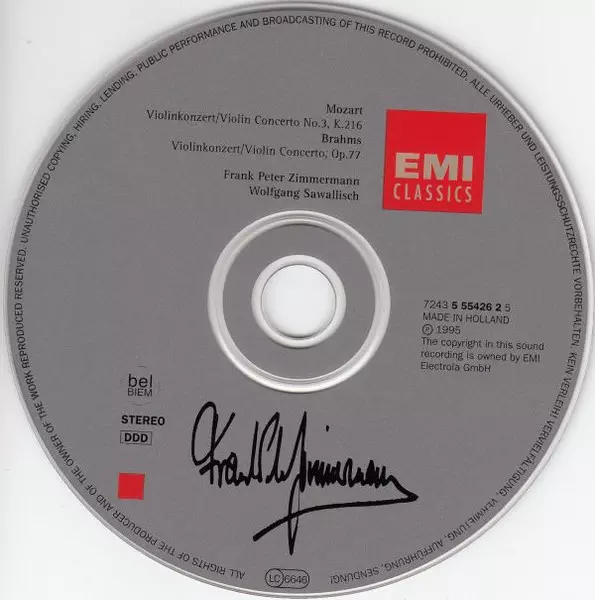 ALL RIGHTS OF THE PRODUCER AND OF THE OWNER OF THE WORK REPRODUCED RESERVED. UNAUTHORISED COPYING, HIRING, LENDING, PUBLIC PERFORMANCE AND BROADCASTING OF THIS RECORD PROHIBITED. ALLE URHEBER UND LEISTUNGSSCHUTZRECHTE VORBEHALTEN. KEIN VERLEIH! VERVIELFÄLTIGUNG, VERMIETUNG, AUFFÜHRUNG, SENDUNG!
Mozart
Violinkonzert/Violin Concerto No.3, K.216
Brahms
Violinkonzert/Violin Concerto, Op.77
Frank Peter Zimmermann
Wolfgang Sawallisch
EMI
CLASSICS
7243 5 55426 2 5
MADE IN HOLLAND
℗ 1995
The copyright in this sound
recording is owned by EMI
Electrola GmbH
bel
BIEM
STEREO
DDD
Frank P. Zimmermann
LC 6646